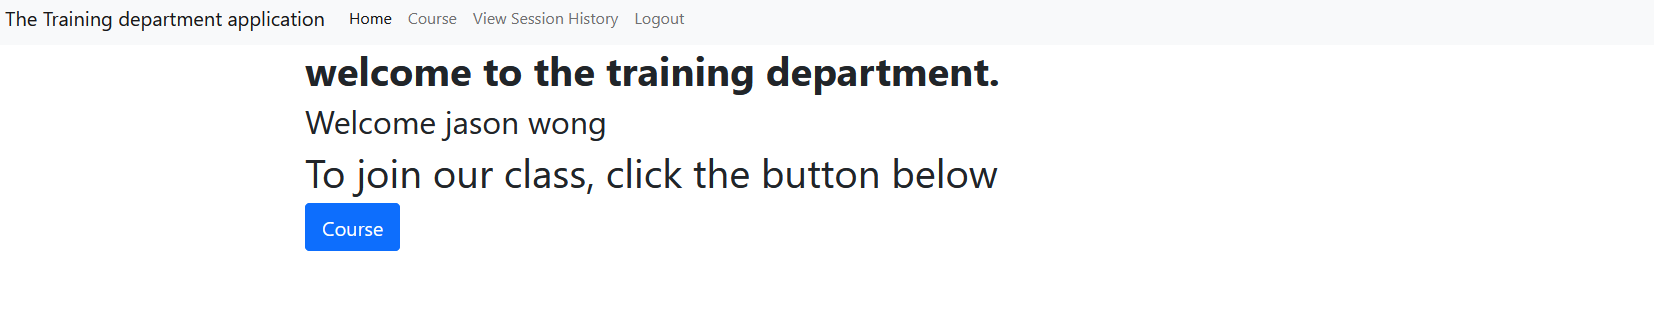 The Training department application Home Course View Session History Logout
welcome to the training department.
Welcome jason wong
To join our class, click the button below
Course